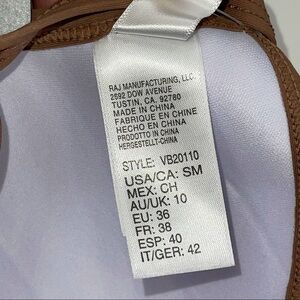 RAJ MANUFACTURING, LLC
2692 DOW AVENUE
TUSTIN, CA. 92780
MADE IN CHINA
FABRIQUE EN CHINE
HECHO EN CHINA
PRODOTTO IN CHINA
HERGESTELLT-CHINA
STYLE: VB20110
USA/CA: SM
MEX: CH
AU/UK: 10
EU: 36
FR: 38
ESP: 40
IT/GER: 42